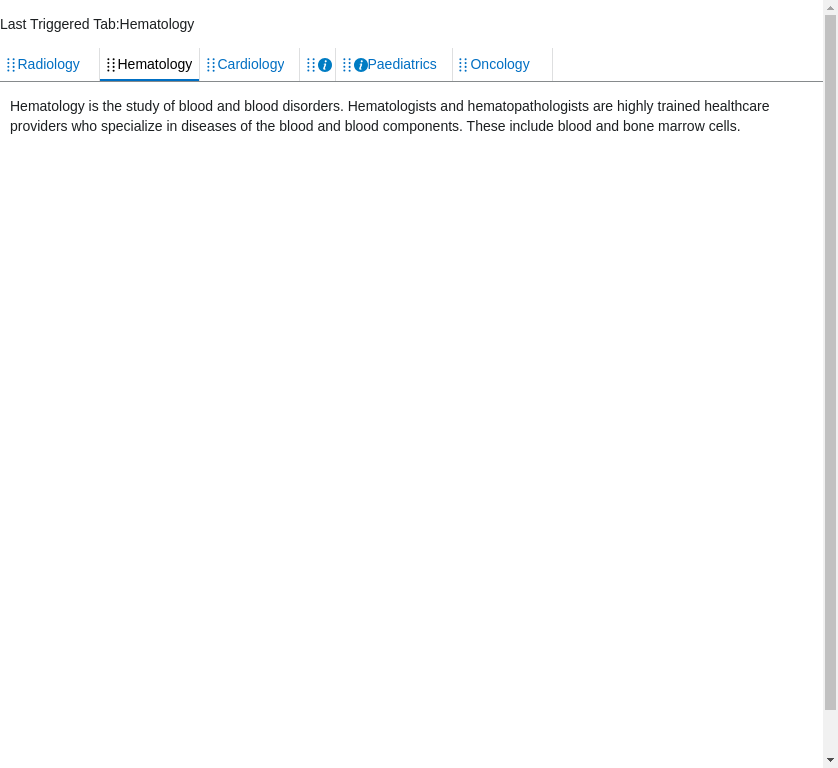 Last Triggered Tab:Hematology
Radiology Hematology Cardiology Paediatrics Oncology
Hematology is the study of blood and blood disorders. Hematologists and hematopathologists are highly trained healthcare
providers who specialize in diseases of the blood and blood components. These include blood and bone marrow cells.